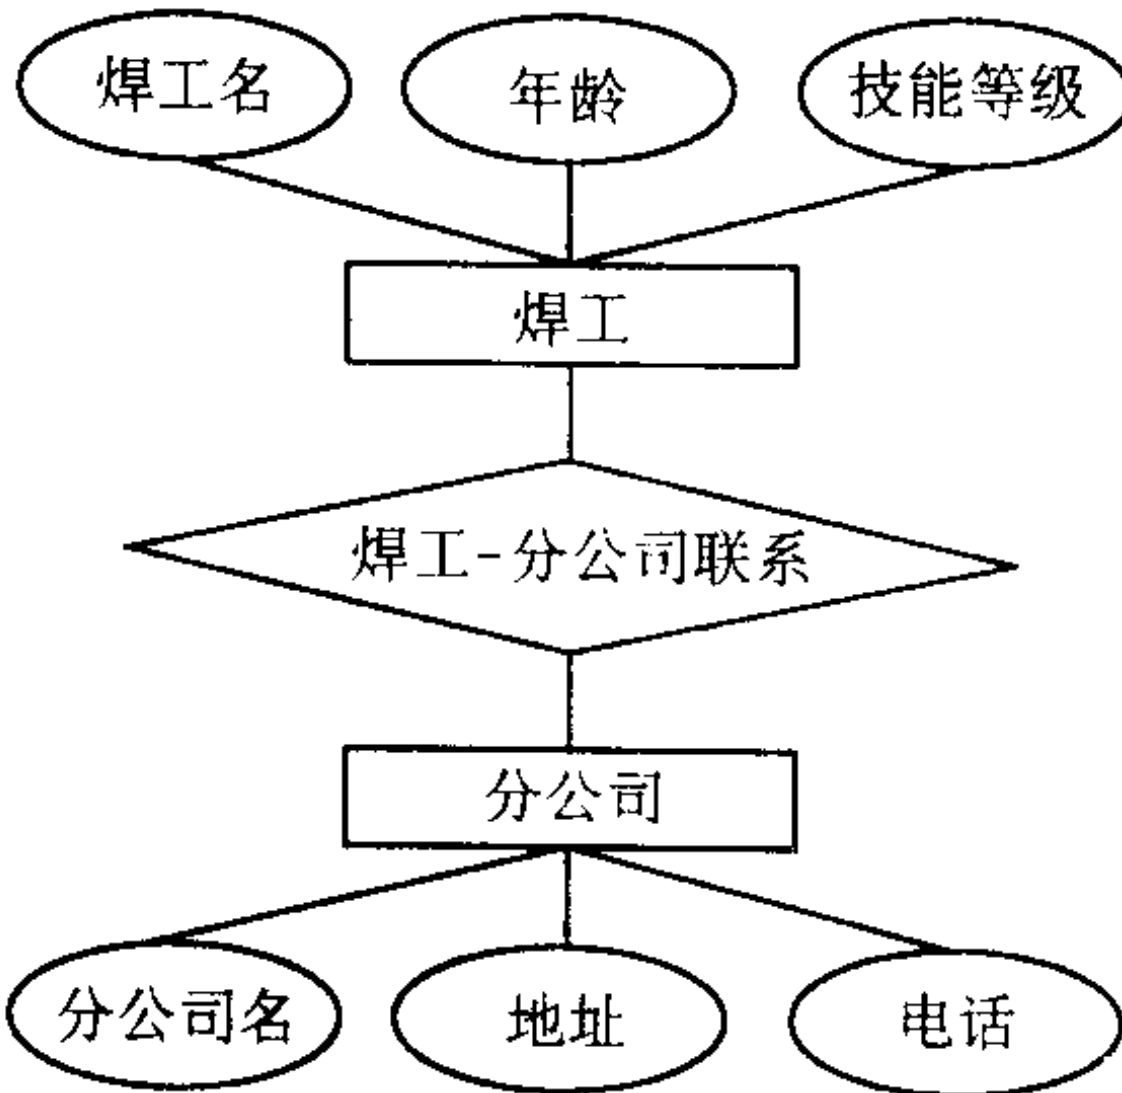 焊工名
年龄
技能等级
焊工
焊工-分公司联系
分公司
分公司名
地址
电话